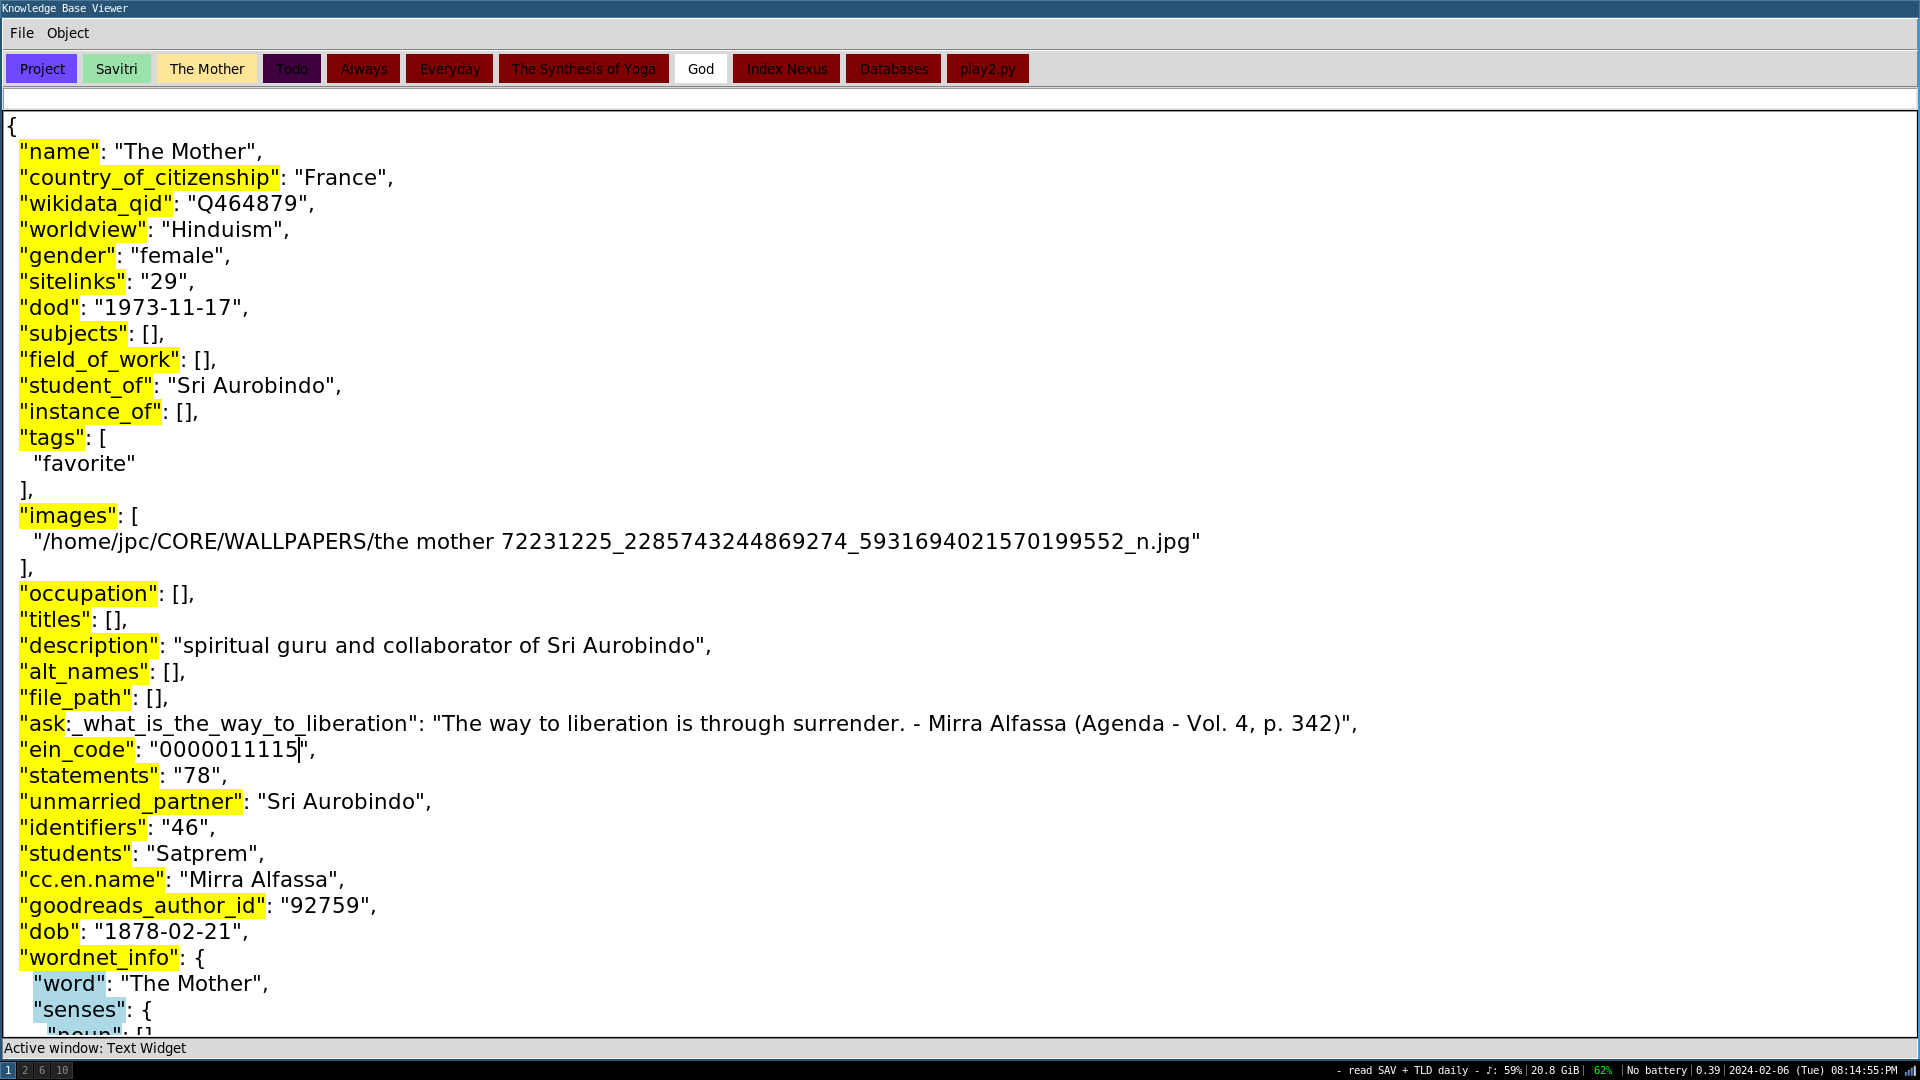 Knowledge Base Viewer
File Object
Project Savitri The Mother Todo Always Everyday The Synthesis of Yoga God Index Nexus Databases play2.py
{
"name": "The Mother",
"country_of_citizenship": "France",
"wikidata_qid": "Q464879",
"worldview": "Hinduism",
"gender": "female",
"sitelinks": "29",
"dod": "1973-11-17",
"subjects": [],
"field_of_work": [],
"student_of": "Sri Aurobindo",
"instance_of": [],
"tags": [
"favorite"
],
"images": [
"/home/jpc/CORE/WALLPAPERS/the mother 72231225_2285743244869274_5931694021570199552_n.jpg"
],
"occupation": [],
"titles": [],
"description": "spiritual guru and collaborator of Sri Aurobindo",
"alt_names": [],
"file_path": [],
"ask:_what_is_the_way_to_liberation": "The way to liberation is through surrender. - Mirra Alfassa (Agenda - Vol. 4, p. 342)",
"ein_code": "0000011115",
"statements": "78",
"unmarried_partner": "Sri Aurobindo",
"identifiers": "46",
"students": "Satprem",
"cc.en.name": "Mirra Alfassa",
"goodreads_author_id": "92759",
"dob": "1878-02-21",
"wordnet_info": {
"word": "The Mother",
"senses": {
"noun": []
Active window: Text Widget
1 2 6 10 - read SAV + TLD daily - ♪: 59% | 20.8 GiB | 62% | No battery | 0.39 | 2024-02-06 (Tue) 08:14:55:PM